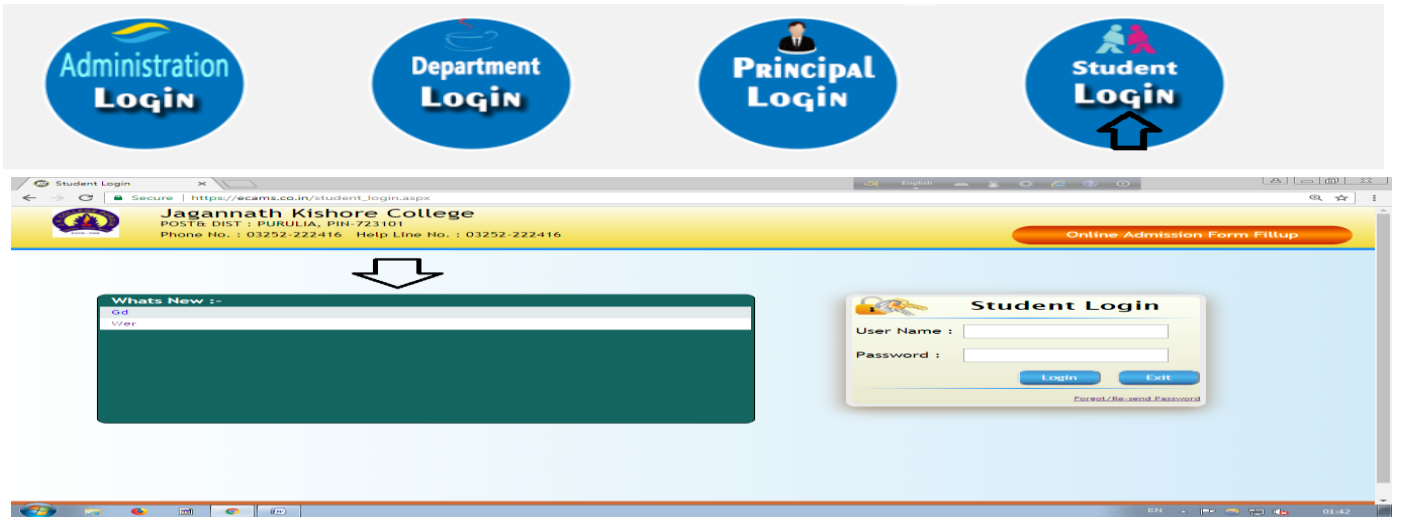 Administration
Login
Department
Login
Principal
Login
Student
Login
Student Login
English
Secure | https://ecams.co.in/student_login.aspx
Jagannath Kishore College
POST& DIST : PURULIA, PIN-723101
Phone No. : 03252-222416 Help Line No. : 03252-222416
Online Admission Form Fillup
Whats New :-
Gd
Wer
Student Login
User Name :
Password :
Login
Exit
Forgot/Re-send Password
EN
01:42